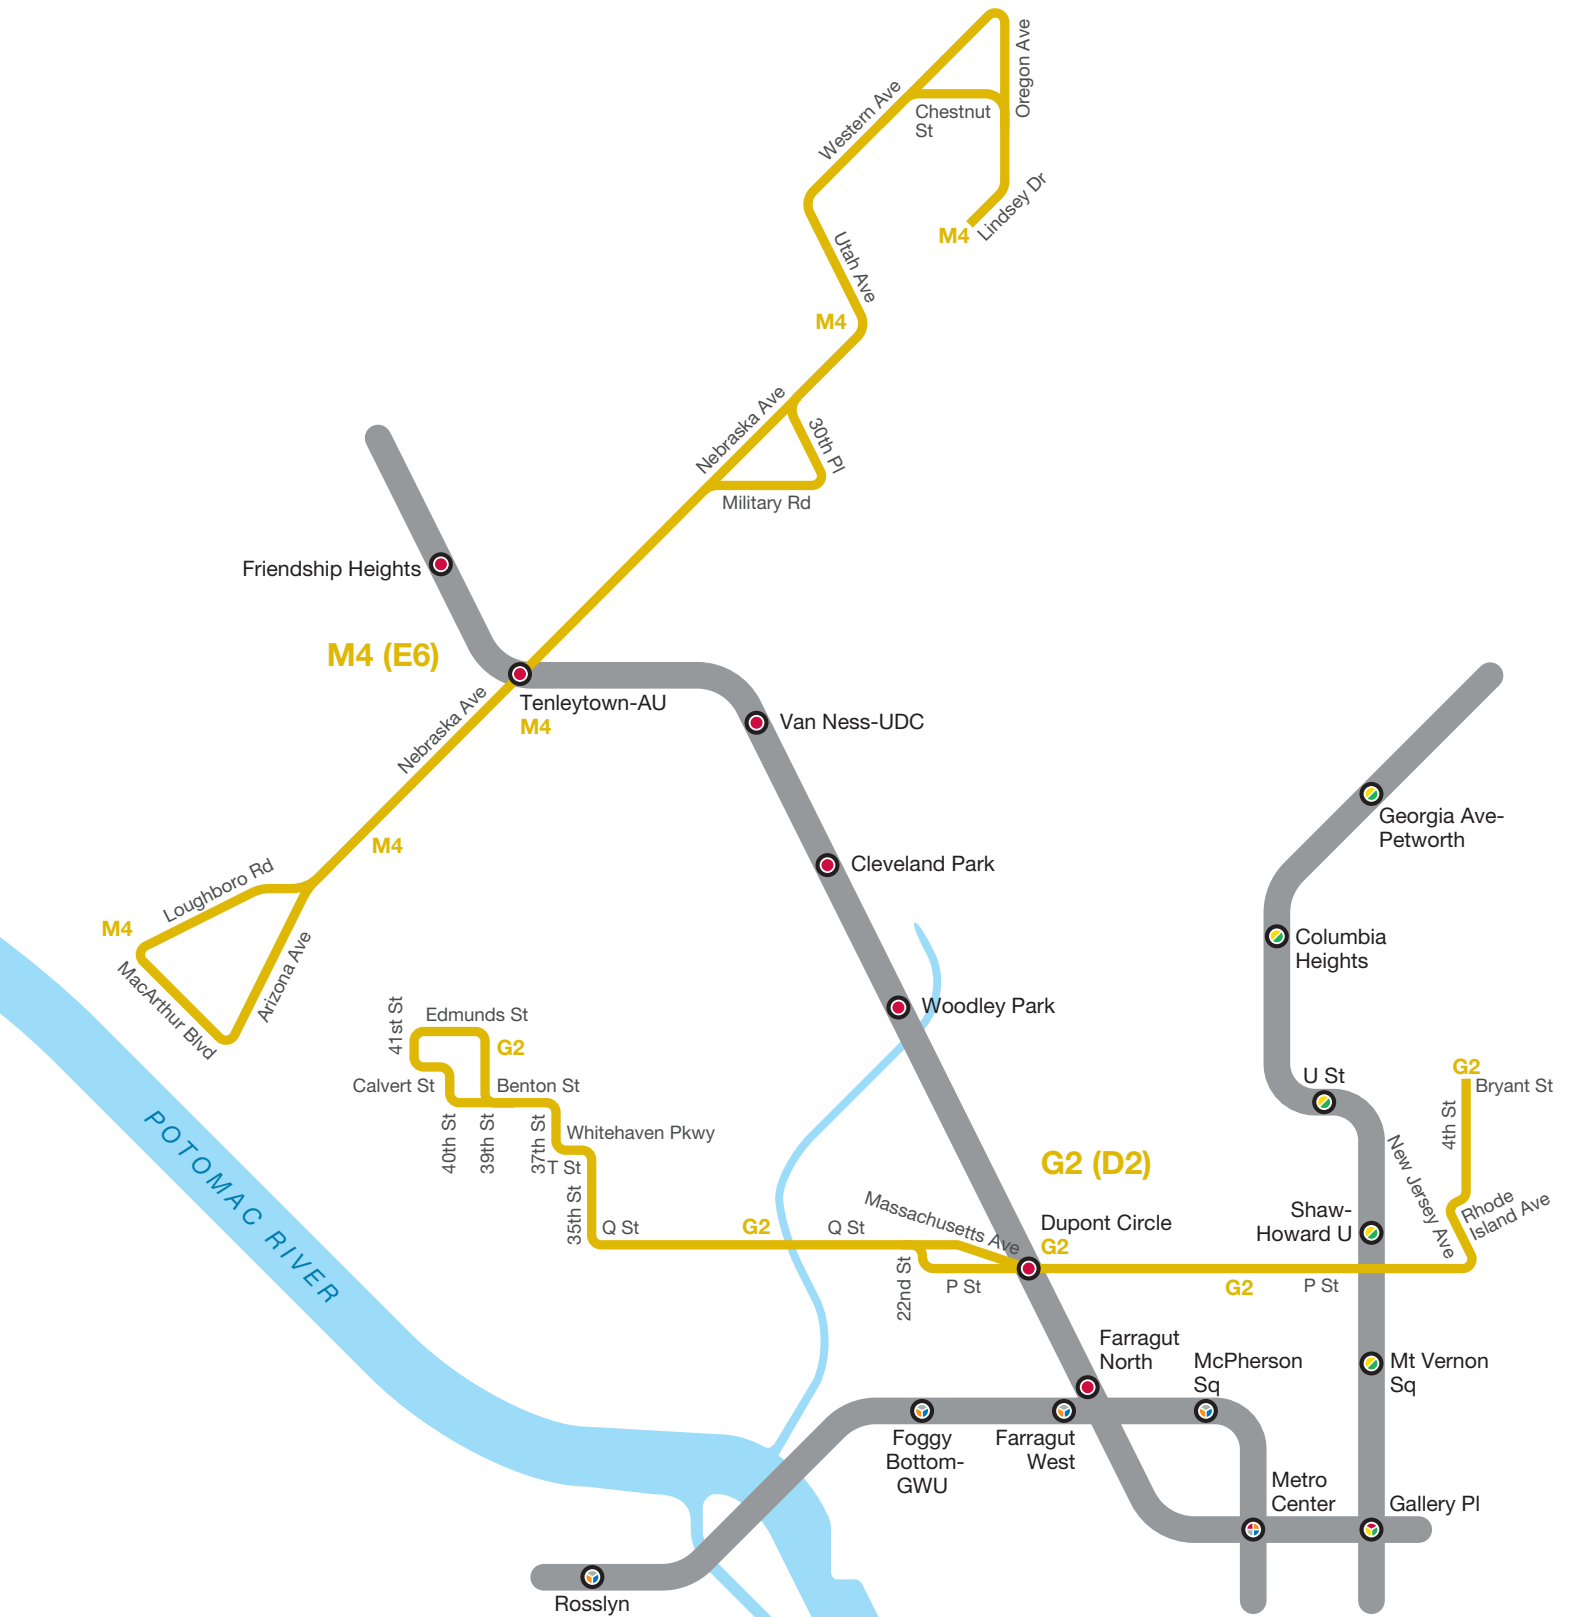 Oregon Ave
Western Ave
Chestnut
St
Lindsey Dr
M4
Utah Ave
M4
Nebraska Ave
30th Pl
Military Rd
Friendship Heights
M4 (E6)
Tenleytown-AU
M4
Nebraska Ave
Van Ness-UDC
Georgia Ave-
Petworth
M4
Cleveland Park
Loughboro Rd
M4
Arizona Ave
MacArthur Blvd
Columbia
Heights
41st St
Edmunds St
G2
Woodley Park
Calvert St
Benton St
U St
G2
Bryant St
40th St
39th St
37th St
4th St
Whitehaven Pkwy
T St
POTOMAC RIVER
G2 (D2)
New Jersey Ave
35th St
Q St
G2
Q St
Massachusetts Ave
Dupont Circle
G2
Shaw-
Howard U
Rhode
Island Ave
22nd St
P St
G2
P St
Farragut
North
McPherson
Sq
Mt Vernon
Sq
Foggy
Bottom-
GWU
Farragut
West
Metro
Center
Gallery Pl
Rosslyn